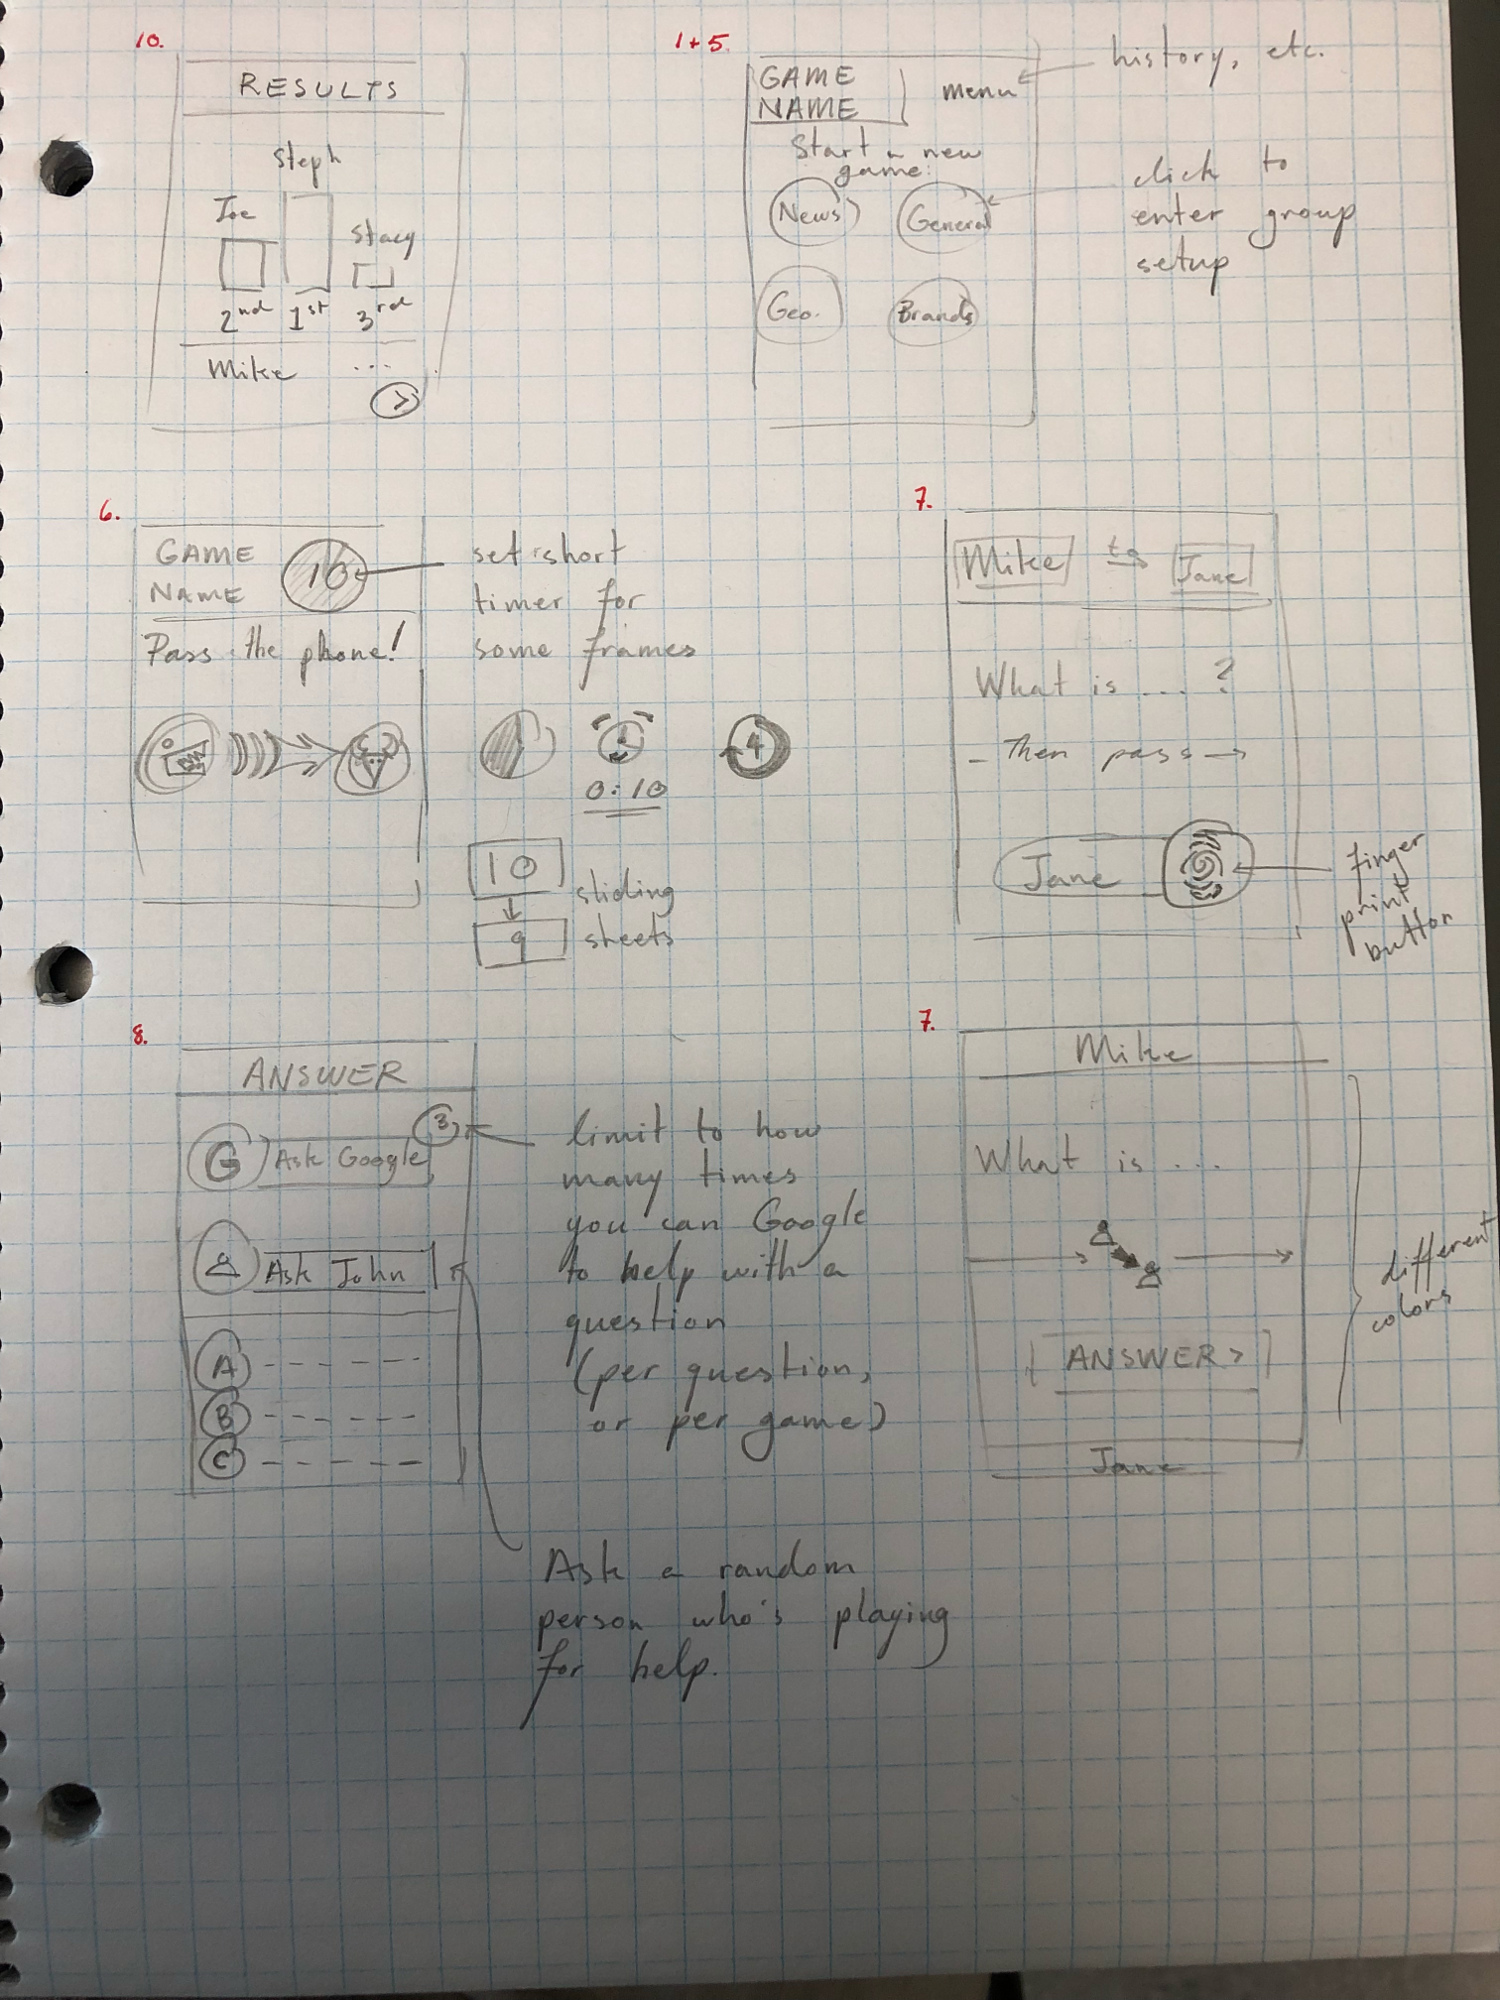 10.
RESULTS
Steph
Joe
Stacy
2nd 1st 3rd
Mike ...
>
1+5.
GAME
NAME
menu
history, etc.
Start a new
game:
News General
Geo. Brands
click to
enter group
setup
6.
GAME
NAME
10
Pass the phone!
set short
timer for
some frames
4
0:10
10
9
sliding
sheets
7.
Mike to Jane
What is ... ?
- Then pass →
Jane
finger
print
button
8.
ANSWER
3
G Ask Google
Ask John
A ------
B ------
C ------
limit to how
many times
you can Google
to help with a
question
(per question,
or per game)
Ask a random
person who's playing
for help.
7.
Mike
What is ...
ANSWER >
Jane
different
colors